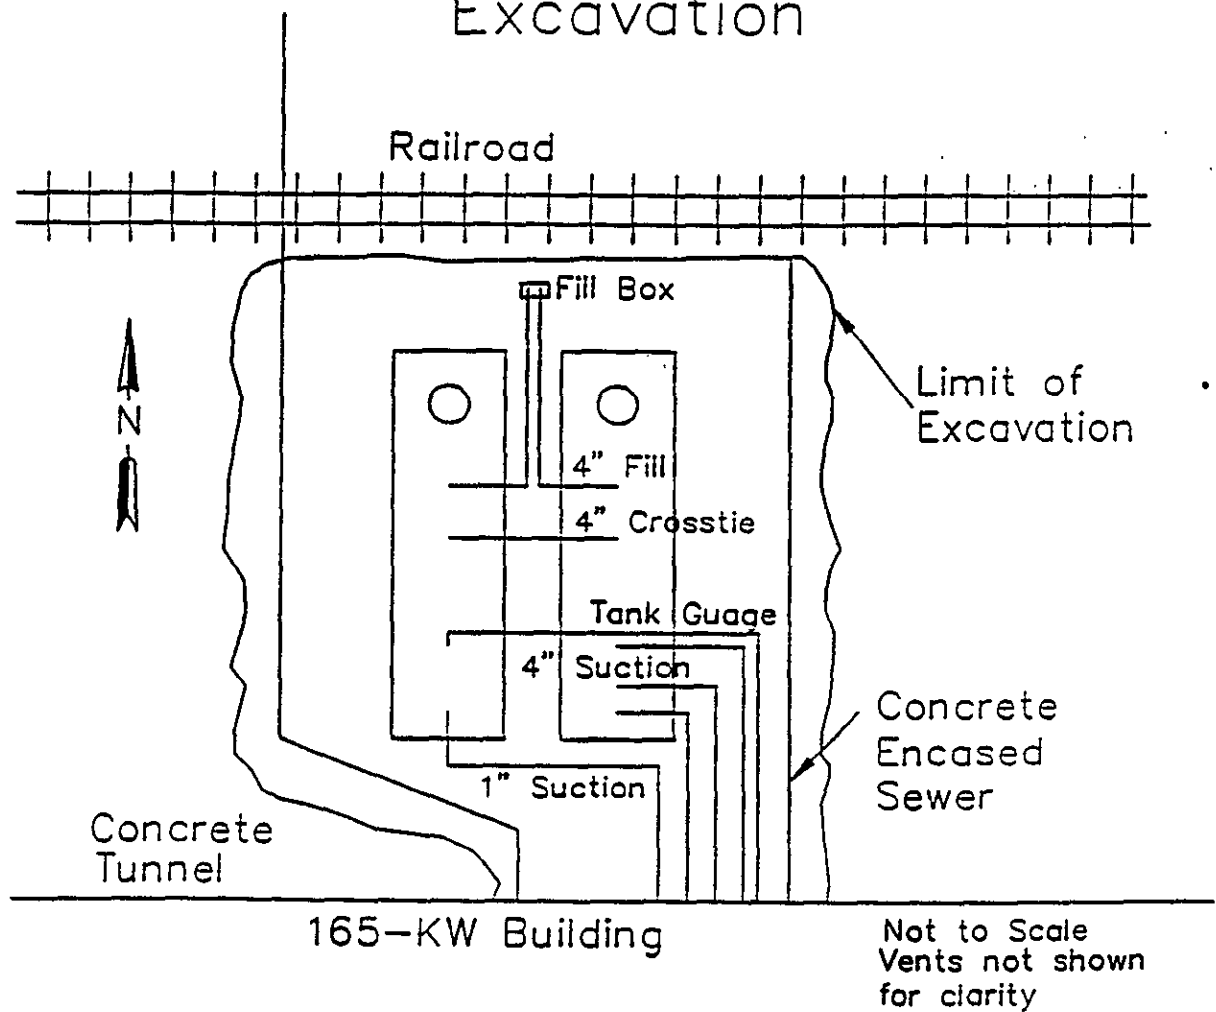 Excavation
Railroad
Fill Box
N
Limit of
Excavation
4" Fill
4" Crosstie
Tank Guage
4" Suction
Concrete
Encased
Sewer
1" Suction
Concrete
Tunnel
165-KW Building
Not to Scale
Vents not shown
for clarity